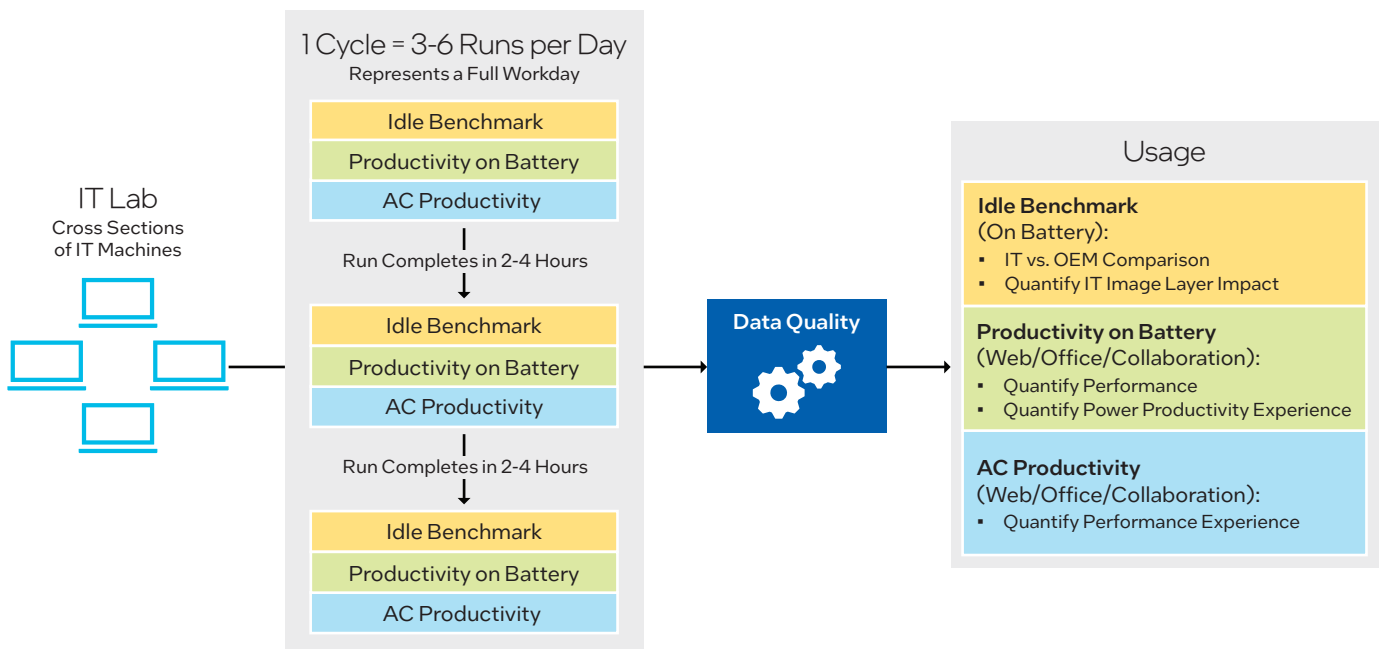 IT Lab
Cross Sections
of IT Machines
1 Cycle = 3-6 Runs per Day
Represents a Full Workday
Idle Benchmark
Productivity on Battery
AC Productivity
Run Completes in 2-4 Hours
Idle Benchmark
Productivity on Battery
AC Productivity
Run Completes in 2-4 Hours
Idle Benchmark
Productivity on Battery
AC Productivity
Data Quality
Usage
Idle Benchmark
(On Battery):
▪ IT vs. OEM Comparison
▪ Quantify IT Image Layer Impact
Productivity on Battery
(Web/Office/Collaboration):
▪ Quantify Performance
▪ Quantify Power Productivity Experience
AC Productivity
(Web/Office/Collaboration):
▪ Quantify Performance Experience